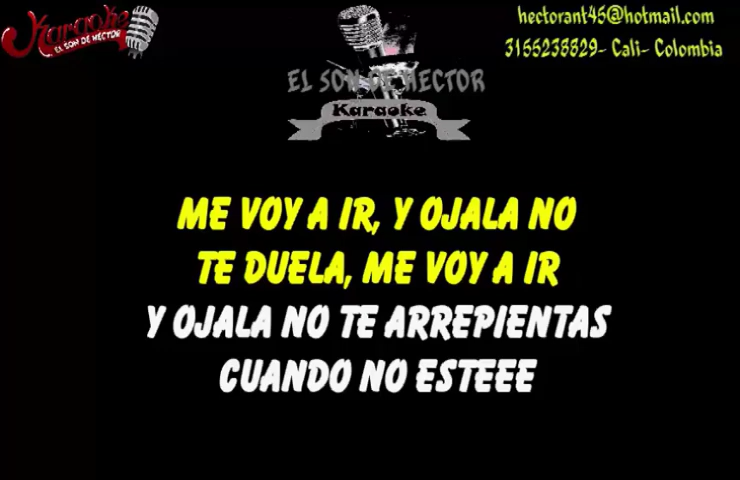 Karaoke
EL SON DE HECTOR
hectorant45@hotmail.com
3155238829- Cali- Colombia
EL SON DE HECTOR
Karaoke
ME VOY A IR, Y OJALA NO
TE DUELA, ME VOY A IR
Y OJALA NO TE ARREPIENTAS
CUANDO NO ESTEEE